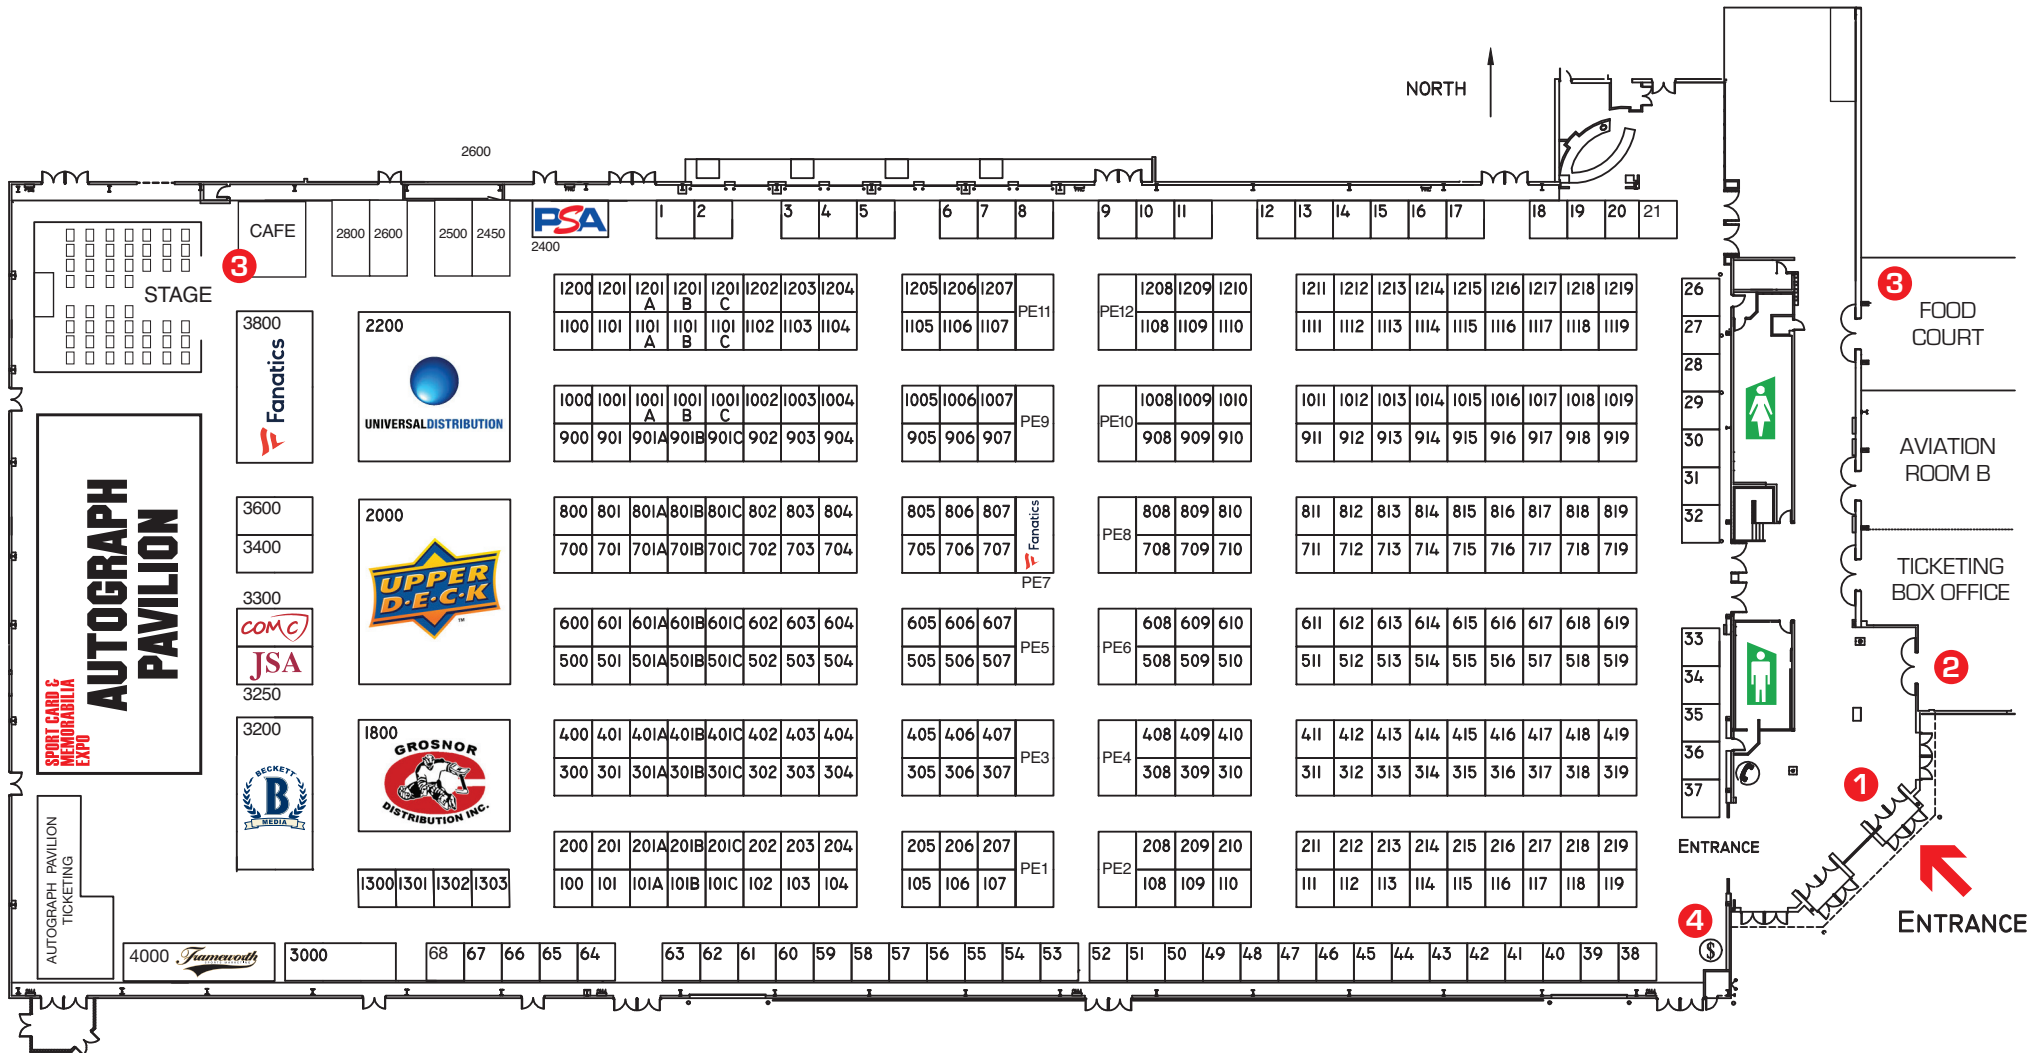 NORTH
2600
CAFE
2800 2600
2500 2450
PSA
2400
1 2
3 4 5
6 7 8
9 10 11
12 13 14 15 16 17
18 19 20 21
3
STAGE
3800
Fanatics
2200
UNIVERSAL DISTRIBUTION
1200 1201 1201 A 1201 B 1201 C 1202 1203 1204
1100 1101 1101 A 1101 B 1101 C 1102 1103 1104
1205 1206 1207
1105 1106 1107
PE11
PE12
1208 1209 1210
1108 1109 1110
1211 1212 1213 1214 1215 1216 1217 1218 1219
1111 1112 1113 1114 1115 1116 1117 1118 1119
26
27
28
29
30
31
32
3
FOOD
COURT
1000 1001 1001 A 1001 B 1001 C 1002 1003 1004
900 901 901A 901B 901C 902 903 904
1005 1006 1007
905 906 907
PE9
PE10
1008 1009 1010
908 909 910
1011 1012 1013 1014 1015 1016 1017 1018 1019
911 912 913 914 915 916 917 918 919
AVIATION
ROOM B
SPORT CARD &
MEMORABILIA
EXPO
AUTOGRAPH
PAVILION
3600
3400
2000
UPPER
D·E·C·K
TM
800 801 801A 801B 801C 802 803 804
700 701 701A 701B 701C 702 703 704
805 806 807
705 706 707
Fanatics
PE7
PE8
808 809 810
708 709 710
811 812 813 814 815 816 817 818 819
711 712 713 714 715 716 717 718 719
TICKETING
BOX OFFICE
3300
COMC
JSA
3250
600 601 601A 601B 601C 602 603 604
500 501 501A 501B 501C 502 503 504
605 606 607
505 506 507
PE5
PE6
608 609 610
508 509 510
611 612 613 614 615 616 617 618 619
511 512 513 514 515 516 517 518 519
33
34
35
36
37
2
3200
BECKETT
B
MEDIA
1800
GROSNOR
DISTRIBUTION INC.
400 401 401A 401B 401C 402 403 404
300 301 301A 301B 301C 302 303 304
405 406 407
305 306 307
PE3
PE4
408 409 410
308 309 310
411 412 413 414 415 416 417 418 419
311 312 313 314 315 316 317 318 319
1
AUTOGRAPH PAVILION
TICKETING
1300 1301 1302 1303
200 201 201A 201B 201C 202 203 204
100 101 101A 101B 101C 102 103 104
205 206 207
105 106 107
PE1
PE2
208 209 210
108 109 110
211 212 213 214 215 216 217 218 219
111 112 113 114 115 116 117 118 119
ENTRANCE
4
$
ENTRANCE
4000 Frameworth
3000
68 67 66 65 64
63 62 61 60 59 58 57 56 55 54 53
52 51 50 49 48 47 46 45 44 43 42 41 40 39 38